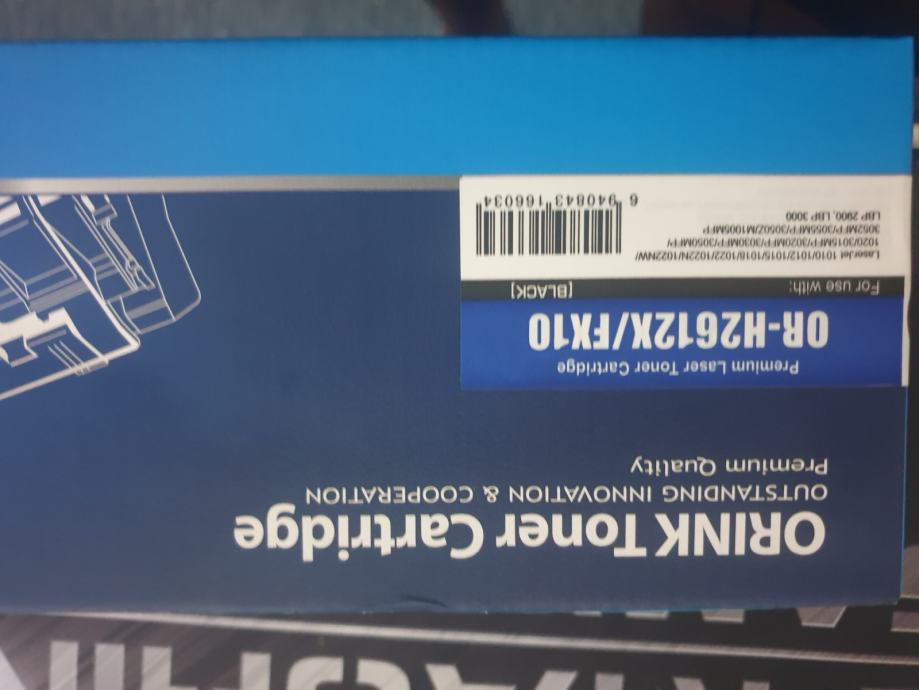 ORINK Toner Cartridge
OUTSTANDING INNOVATION & COOPERATION
Premium Quality
Premium Laser Toner Cartridge
OR-H2612X/FX10
For use with: [BLACK]
LaserJet 1010/1012/1015/1018/1022/1022N/1022NW/
1020/3015MFP/3020MFP/3030MFP/3050MFP/
3052MFP/3055MFP/3050Z/M1005MFP
LBP 2900, LBP 3000
6 940843 166034